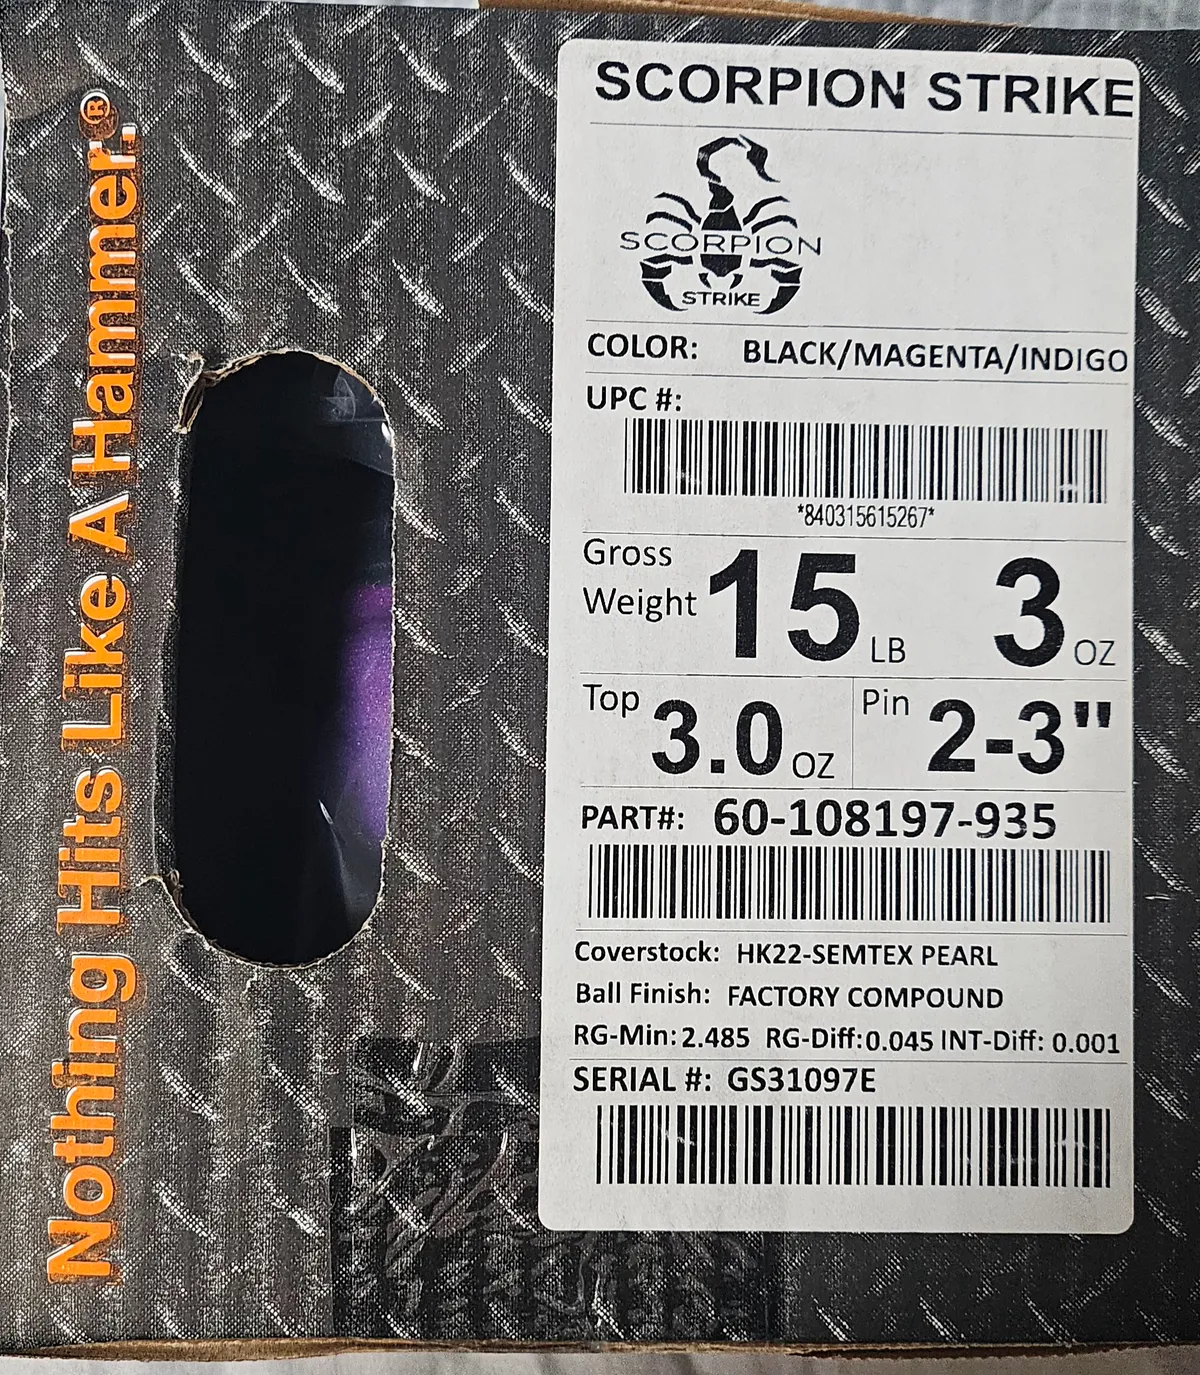 Nothing Hits Like A Hammer.®
SCORPION STRIKE
SCORPION
STRIKE
COLOR: BLACK/MAGENTA/INDIGO
UPC #:
*840315615267*
Gross
Weight 15 LB 3 OZ
Top 3.0 OZ Pin 2-3"
PART#: 60-108197-935
Coverstock: HK22-SEMTEX PEARL
Ball Finish: FACTORY COMPOUND
RG-Min: 2.485 RG-Diff: 0.045 INT-Diff: 0.001
SERIAL #: GS31097E